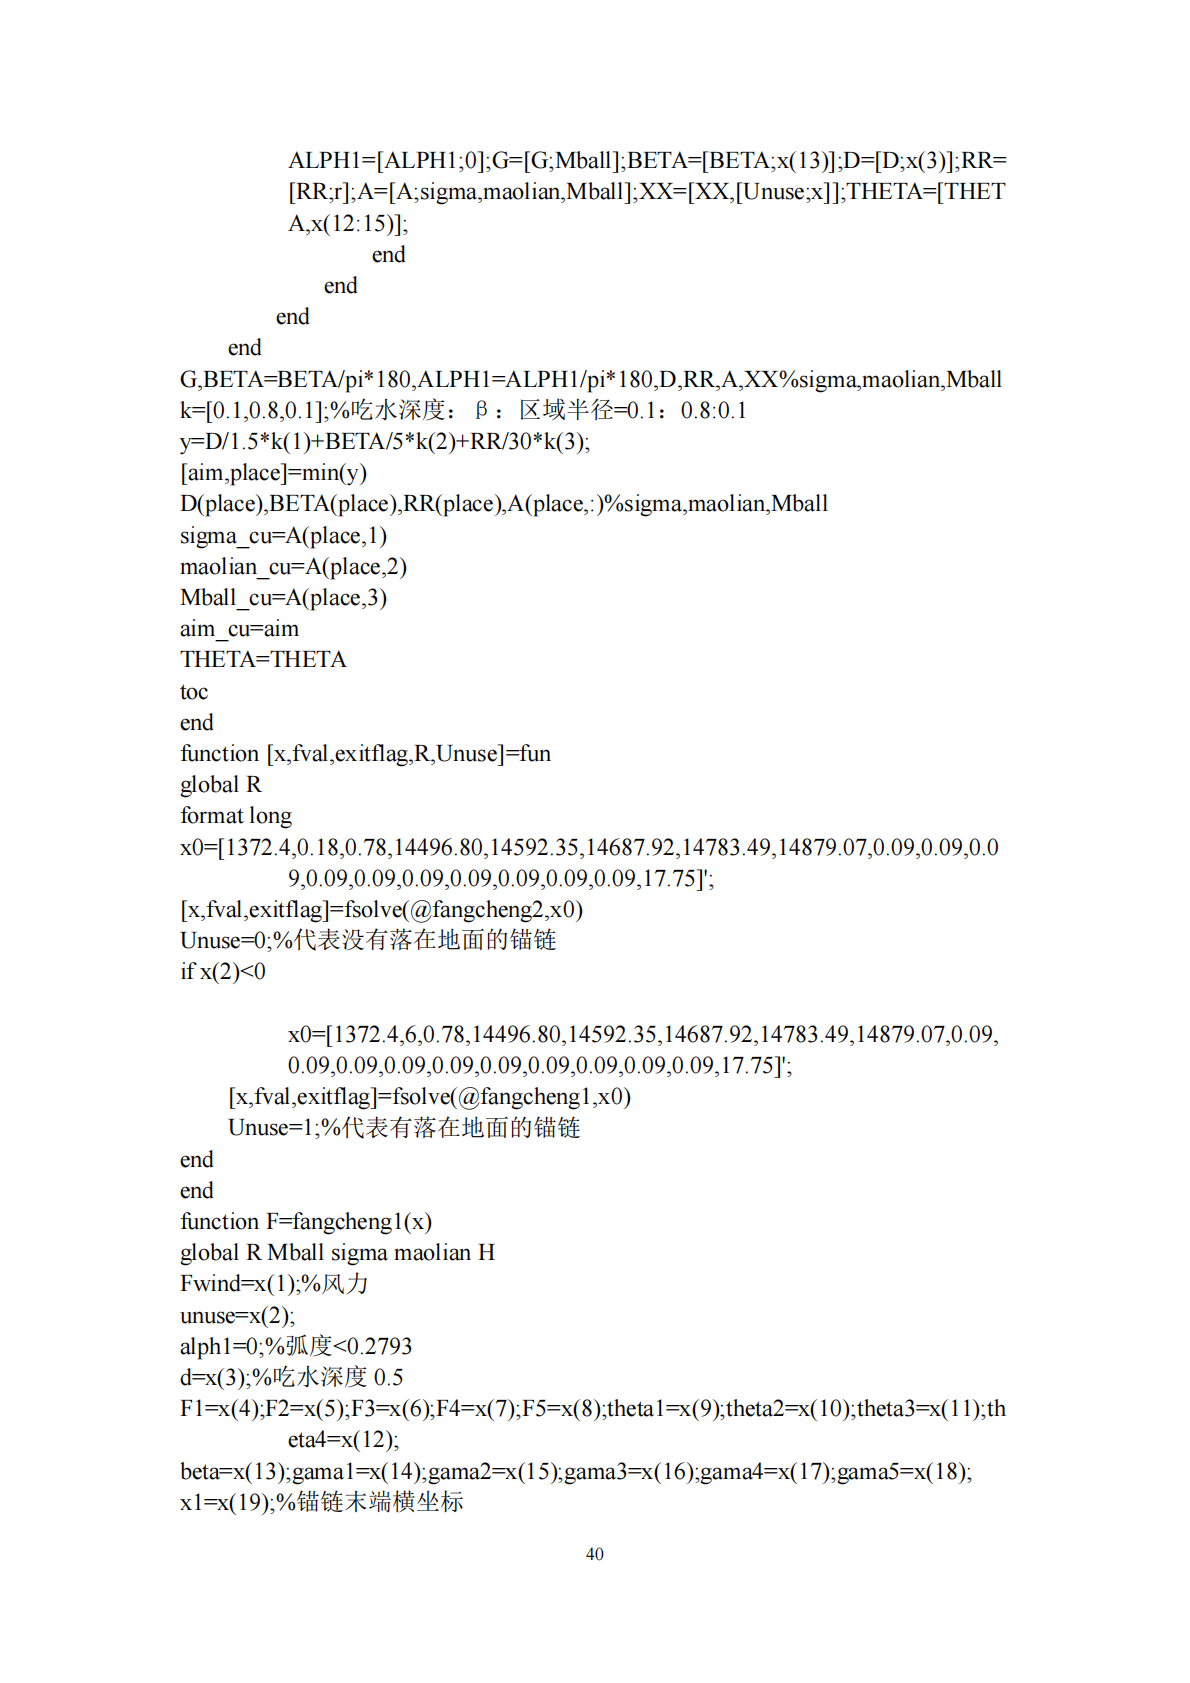 ALPH1=[ALPH1;0];G=[G;Mball];BETA=[BETA;x(13)];D=[D;x(3)];RR=
[RR;r];A=[A;sigma,maolian,Mball];XX=[XX,[Unuse;x]];THETA=[THET
A,x(12:15)];
end
end
end
end
G,BETA=BETA/pi*180,ALPH1=ALPH1/pi*180,D,RR,A,XX%sigma,maolian,Mball
k=[0.1,0.8,0.1];%吃水深度：β：区域半径=0.1：0.8:0.1
y=D/1.5*k(1)+BETA/5*k(2)+RR/30*k(3);
[aim,place]=min(y)
D(place),BETA(place),RR(place),A(place,:)%sigma,maolian,Mball
sigma_cu=A(place,1)
maolian_cu=A(place,2)
Mball_cu=A(place,3)
aim_cu=aim
THETA=THETA
toc
end
function [x,fval,exitflag,R,Unuse]=fun
global R
format long
x0=[1372.4,0.18,0.78,14496.80,14592.35,14687.92,14783.49,14879.07,0.09,0.09,0.0
9,0.09,0.09,0.09,0.09,0.09,0.09,0.09,17.75]';
[x,fval,exitflag]=fsolve(@fangcheng2,x0)
Unuse=0;%代表没有落在地面的锚链
if x(2)<0
x0=[1372.4,6,0.78,14496.80,14592.35,14687.92,14783.49,14879.07,0.09,
0.09,0.09,0.09,0.09,0.09,0.09,0.09,0.09,0.09,17.75]';
[x,fval,exitflag]=fsolve(@fangcheng1,x0)
Unuse=1;%代表有落在地面的锚链
end
end
function F=fangcheng1(x)
global R Mball sigma maolian H
Fwind=x(1);%风力
unuse=x(2);
alph1=0;%弧度<0.2793
d=x(3);%吃水深度 0.5
F1=x(4);F2=x(5);F3=x(6);F4=x(7);F5=x(8);theta1=x(9);theta2=x(10);theta3=x(11);th
eta4=x(12);
beta=x(13);gama1=x(14);gama2=x(15);gama3=x(16);gama4=x(17);gama5=x(18);
x1=x(19);%锚链末端横坐标
40